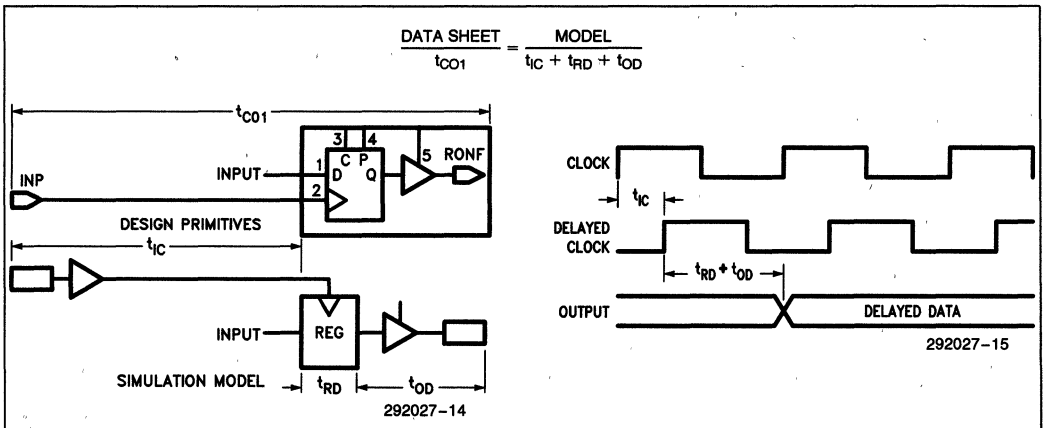 DATA SHEET / tCO1 = MODEL / tIC + tRD + tOD
tCO1
3 4
C P
INPUT 1 D Q 5 RONF
INP
2
DESIGN PRIMITIVES
tIC
INPUT REG
SIMULATION MODEL tRD tOD
292027-14
CLOCK
tIC
DELAYED
CLOCK
tRD + tOD
OUTPUT DELAYED DATA
292027-15